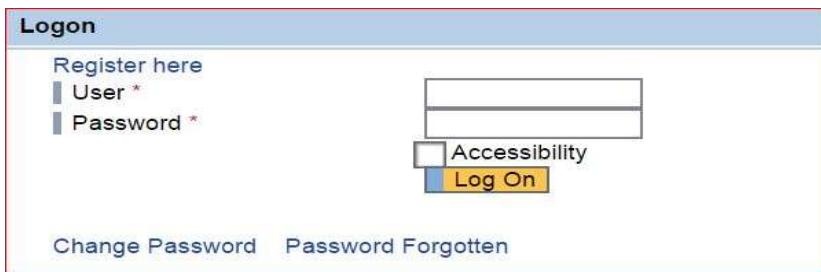 Logon
Register here
User *
Password *
Accessibility
Log On
Change Password Password Forgotten